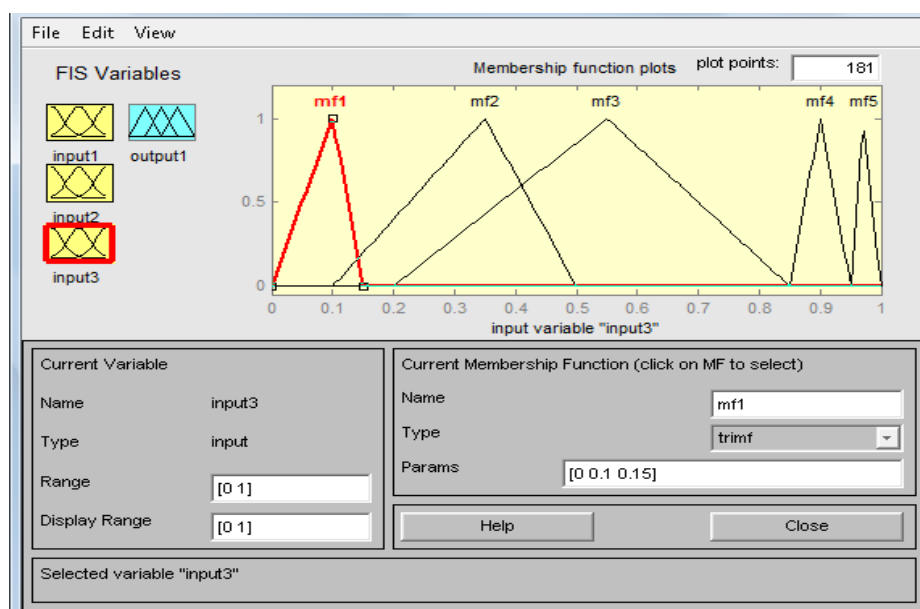 File Edit View
FIS Variables
Membership function plots
plot points:
181
input1
output1
input2
input3
mf1
mf2
mf3
mf4
mf5
1
0.5
0
0
0.1
0.2
0.3
0.4
0.5
0.6
0.7
0.8
0.9
1
input variable "input3"
Current Variable
Name
input3
Type
input
Range
[0 1]
Display Range
[0 1]
Current Membership Function (click on MF to select)
Name
mf1
Type
trimf
Params
[0 0.1 0.15]
Help
Close
Selected variable "input3"